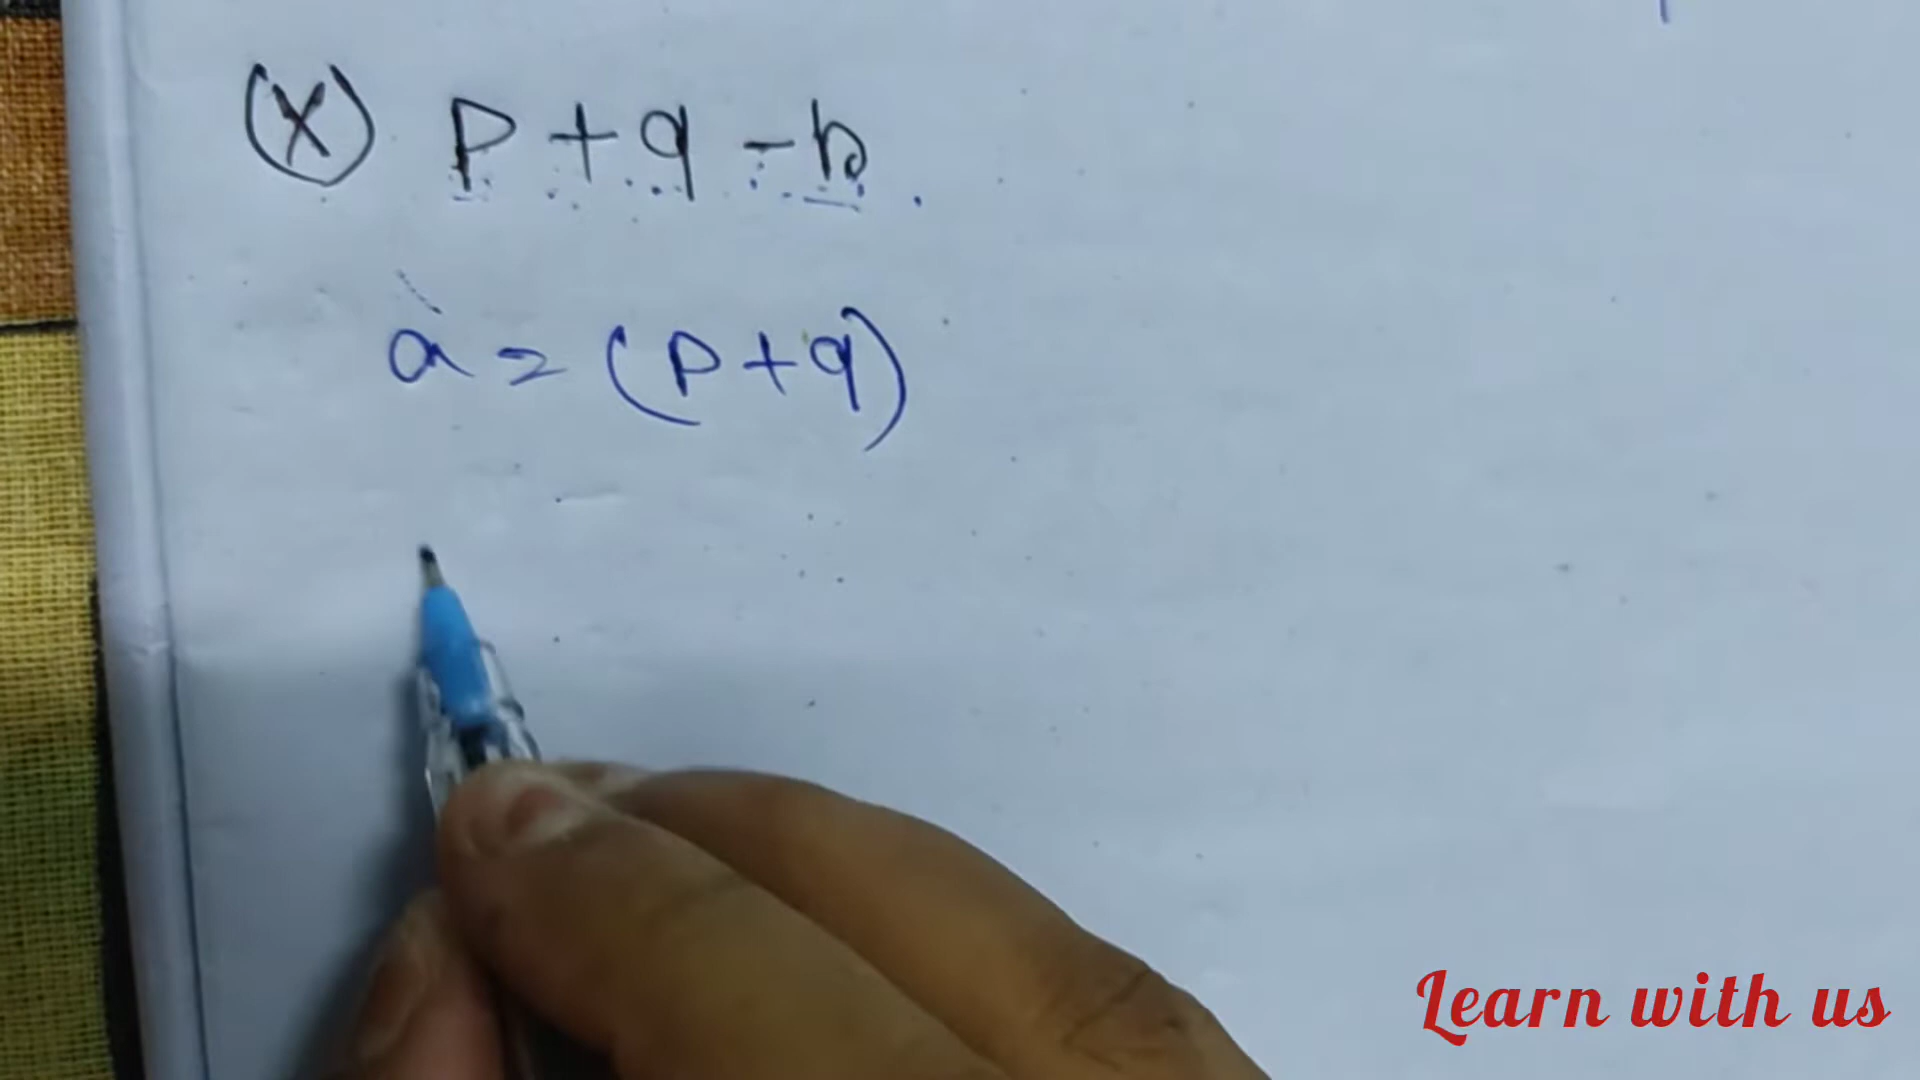 (x) p + q -
a = (p + q)
Learn with us